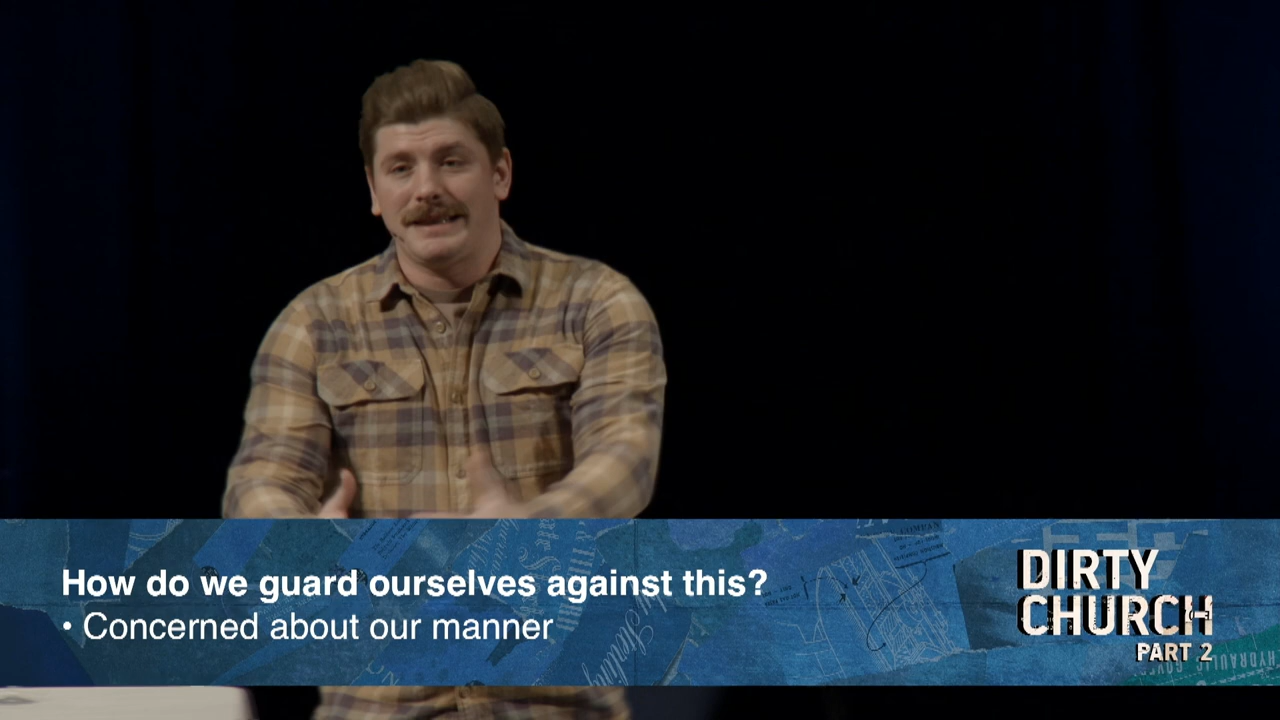 How do we guard ourselves against this?
• Concerned about our manner
DIRTY
CHURCH
PART 2